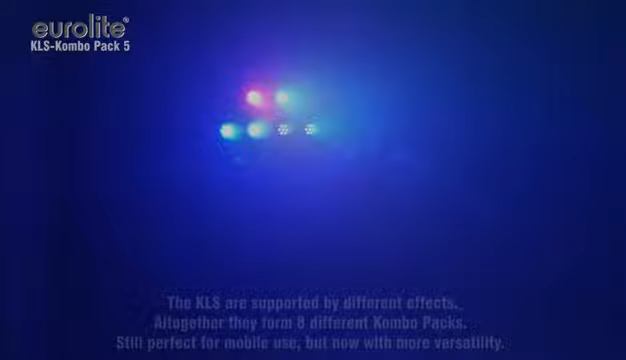 eurolite®
KLS-Kombo Pack 5
The KLS are supported by different effects.
Altogether they form 8 different Kombo Packs.
Still perfect for mobile use, but now with more versatility.